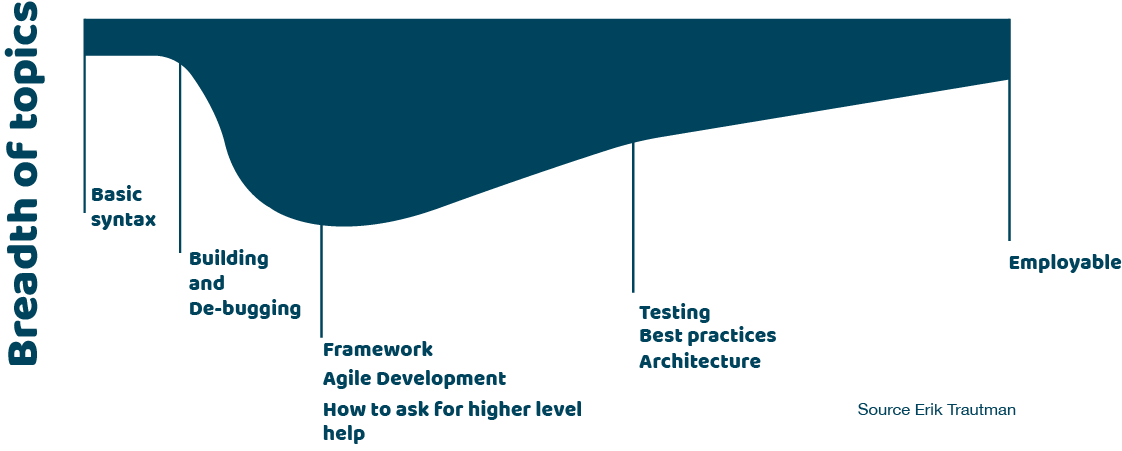 Breadth of topics
Basic
syntax
Building
and
De-bugging
Framework
Agile Development
How to ask for higher level
help
Testing
Best practices
Architecture
Employable
Source Erik Trautman